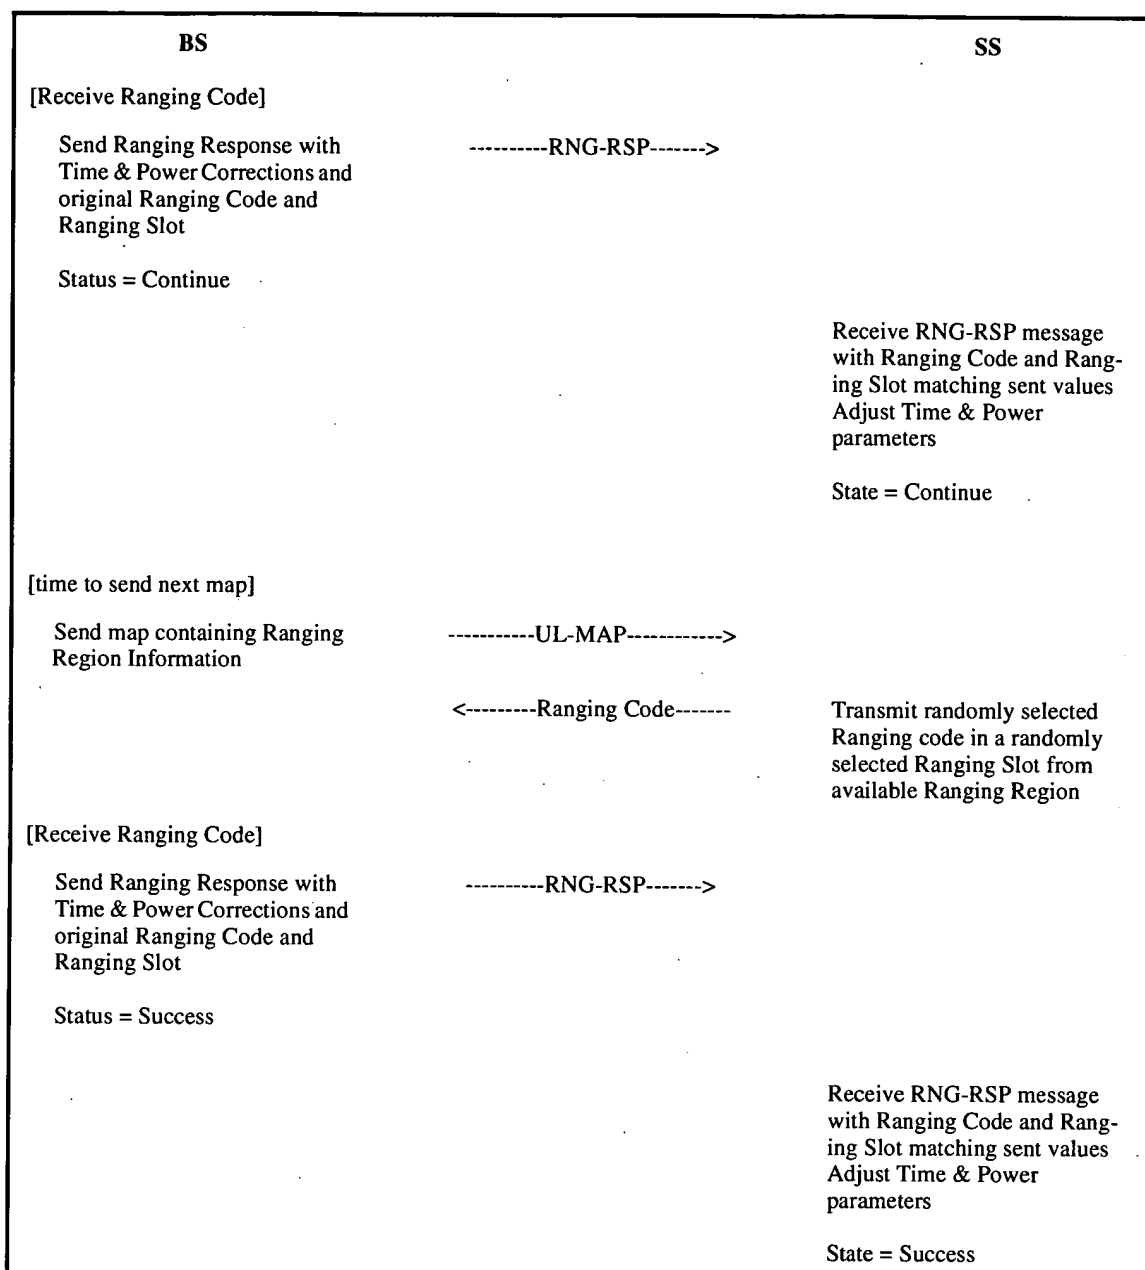 BS SS
[Receive Ranging Code]
Send Ranging Response with ----------RNG-RSP------->
Time & Power Corrections and
original Ranging Code and
Ranging Slot
Status = Continue
Receive RNG-RSP message
with Ranging Code and Rang-
ing Slot matching sent values
Adjust Time & Power
parameters
State = Continue
[time to send next map]
Send map containing Ranging -----------UL-MAP------------>
Region Information
<---------Ranging Code------- Transmit randomly selected
Ranging code in a randomly
selected Ranging Slot from
available Ranging Region
[Receive Ranging Code]
Send Ranging Response with ----------RNG-RSP------->
Time & Power Corrections and
original Ranging Code and
Ranging Slot
Status = Success
Receive RNG-RSP message
with Ranging Code and Rang-
ing Slot matching sent values
Adjust Time & Power
parameters
State = Success